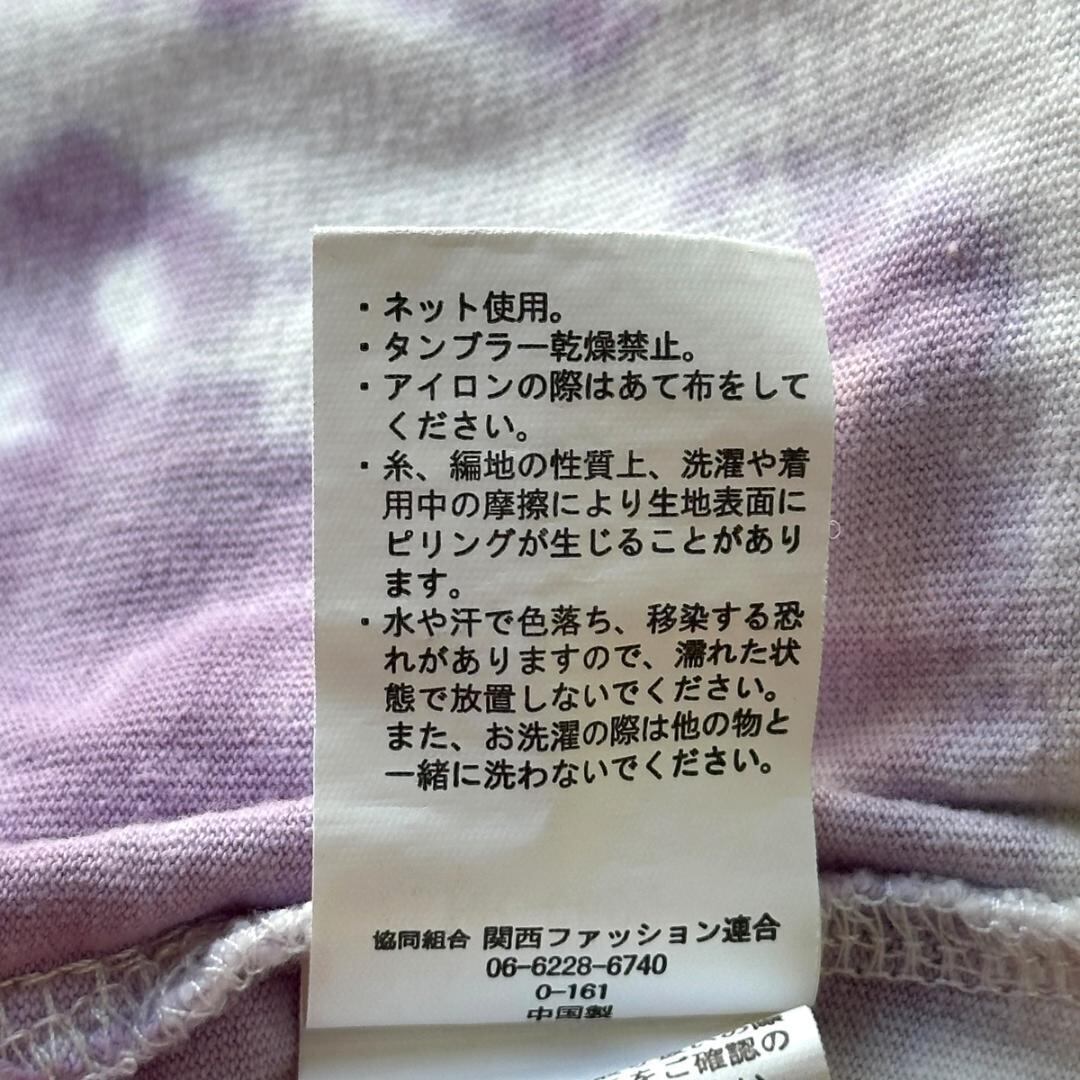 ・ネット使用。
・タンブラー乾燥禁止。
・アイロンの際はあて布をして
ください。
・糸、編地の性質上、洗濯や着
用中の摩擦により生地表面に
ピリングが生じることがあり
ます。
・水や汗で色落ち、移染する恐
れがありますので、濡れた状
態で放置しないでください。
また、お洗濯の際は他の物と
一緒に洗わないでください。
協同組合 関西ファッション連合
06-6228-6740
O-161
中国製
をご確認の